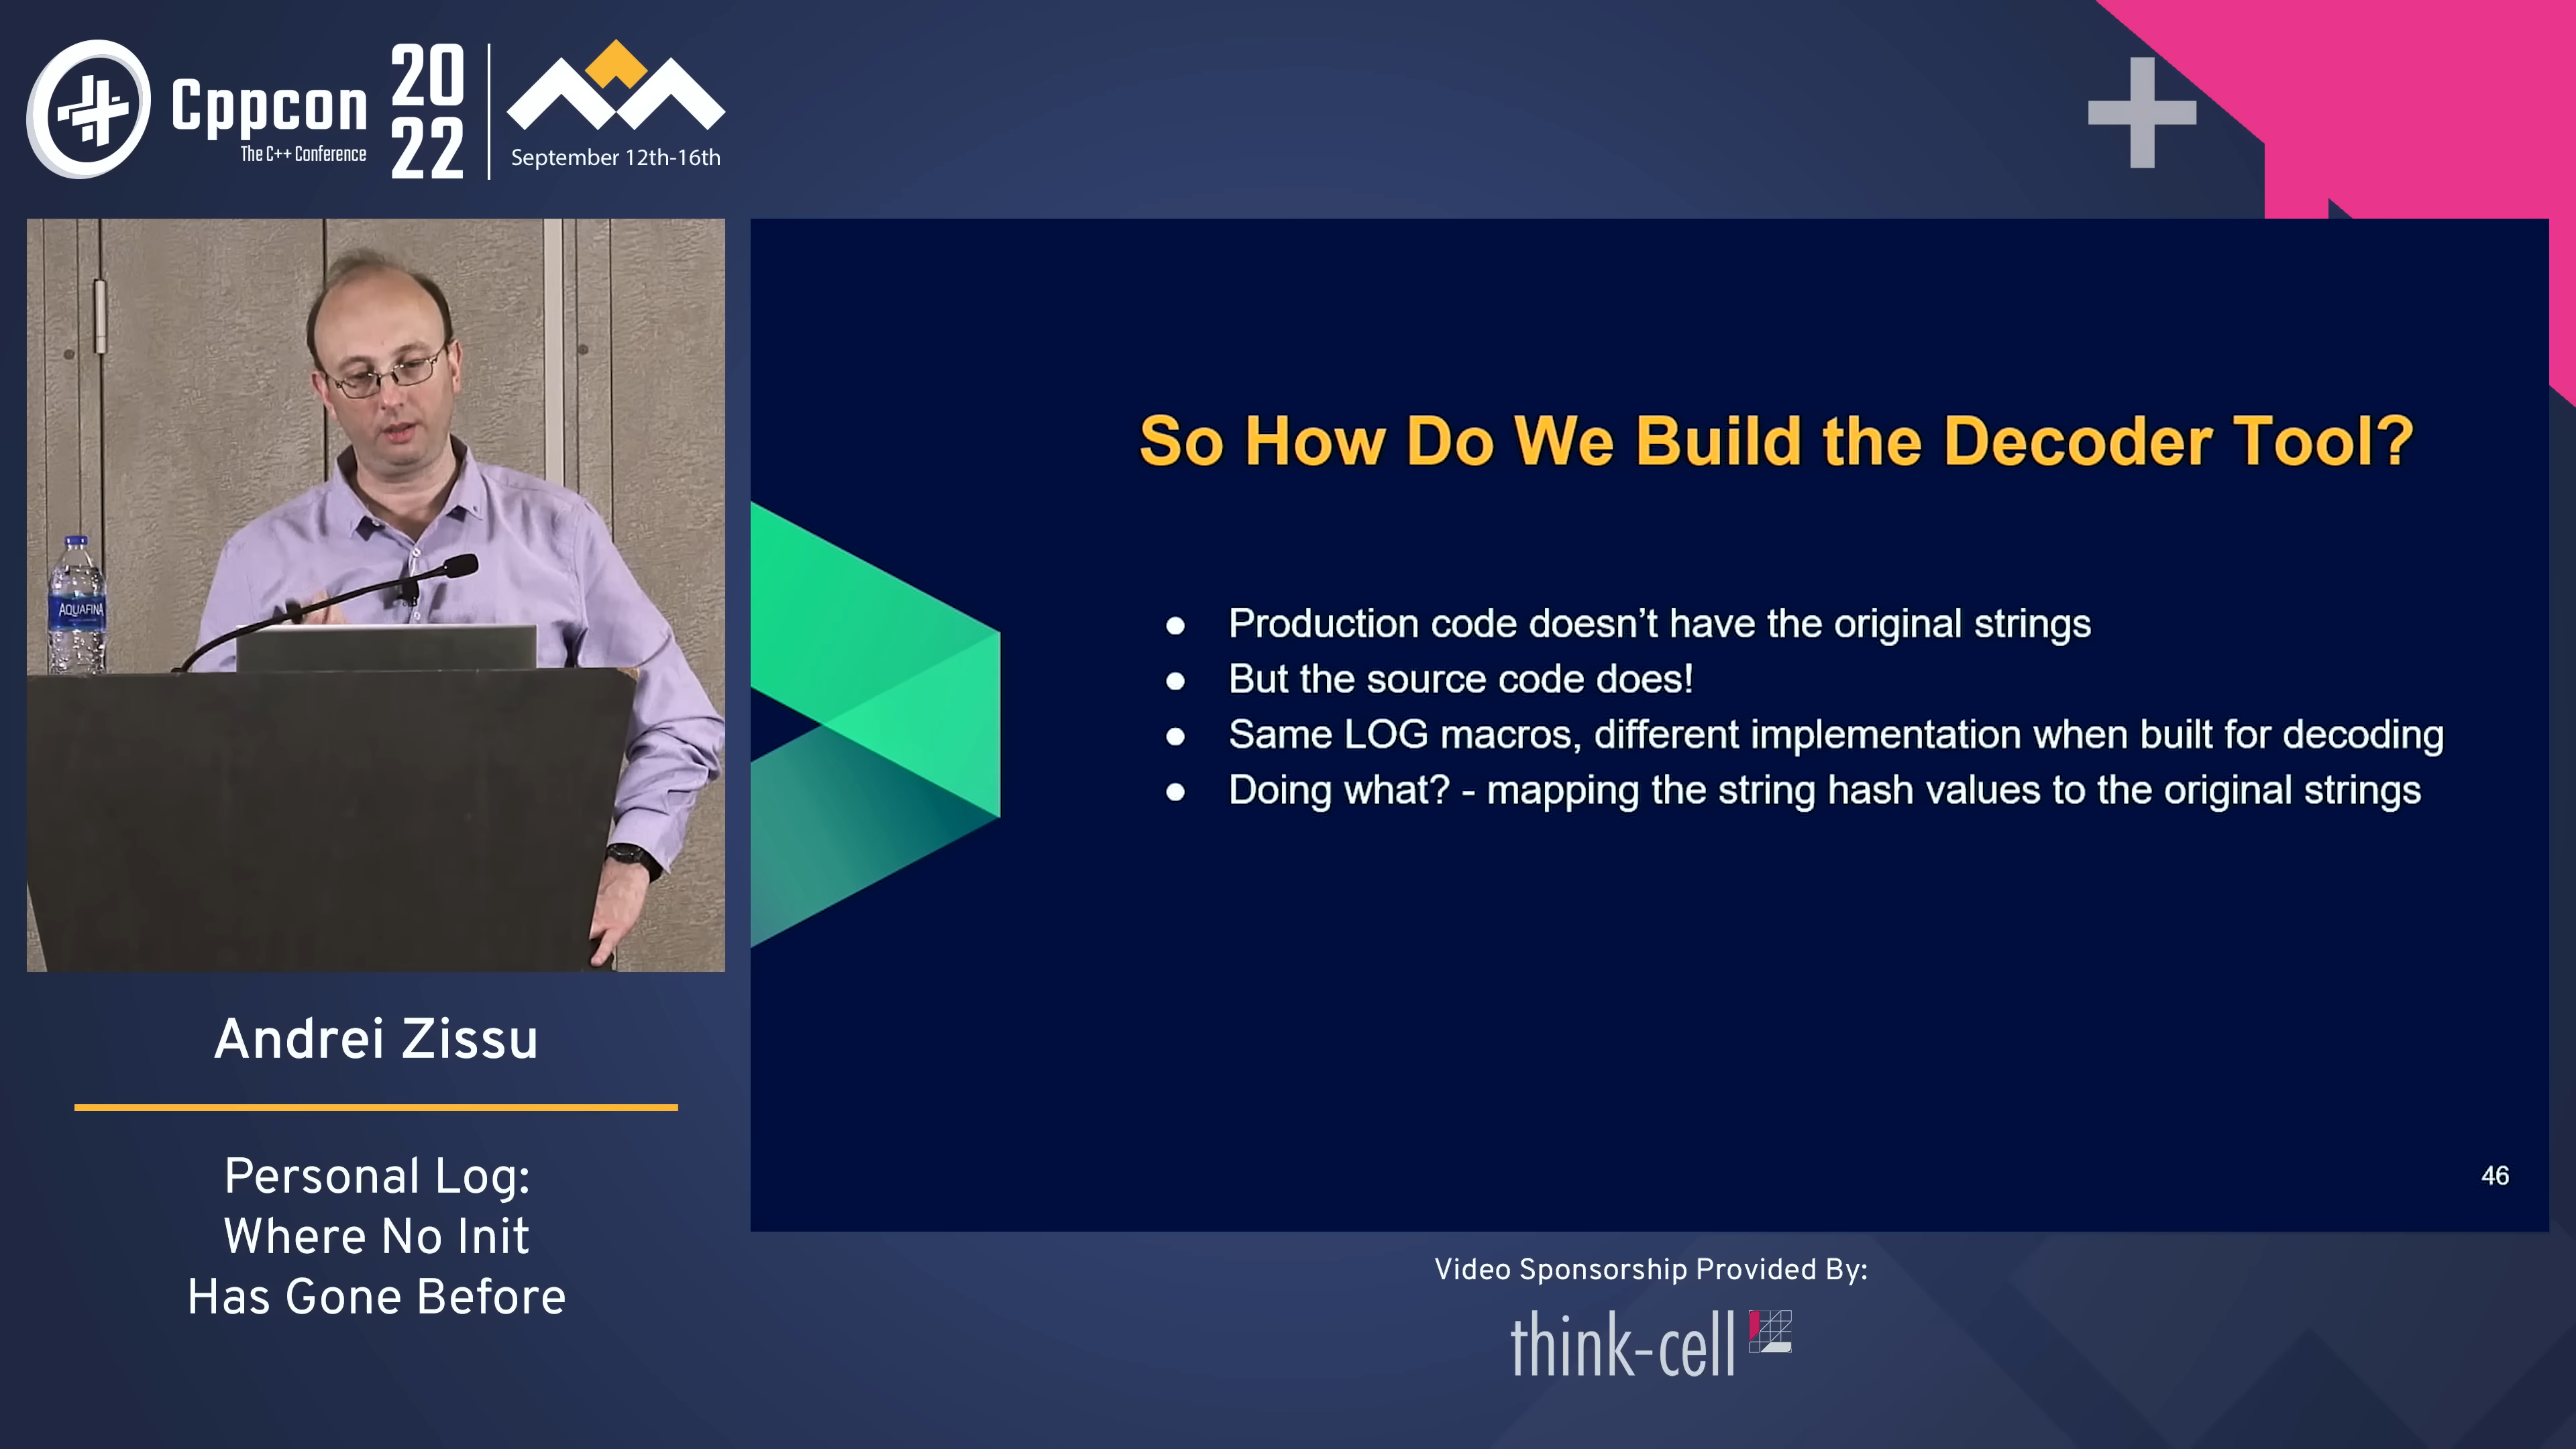 Cppcon
The C++ Conference
20
22
September 12th-16th
AQUAFINA
So How Do We Build the Decoder Tool?
● Production code doesn’t have the original strings
● But the source code does!
● Same LOG macros, different implementation when built for decoding
● Doing what? - mapping the string hash values to the original strings
46
Andrei Zissu
Personal Log:
Where No Init
Has Gone Before
Video Sponsorship Provided By:
think-cell